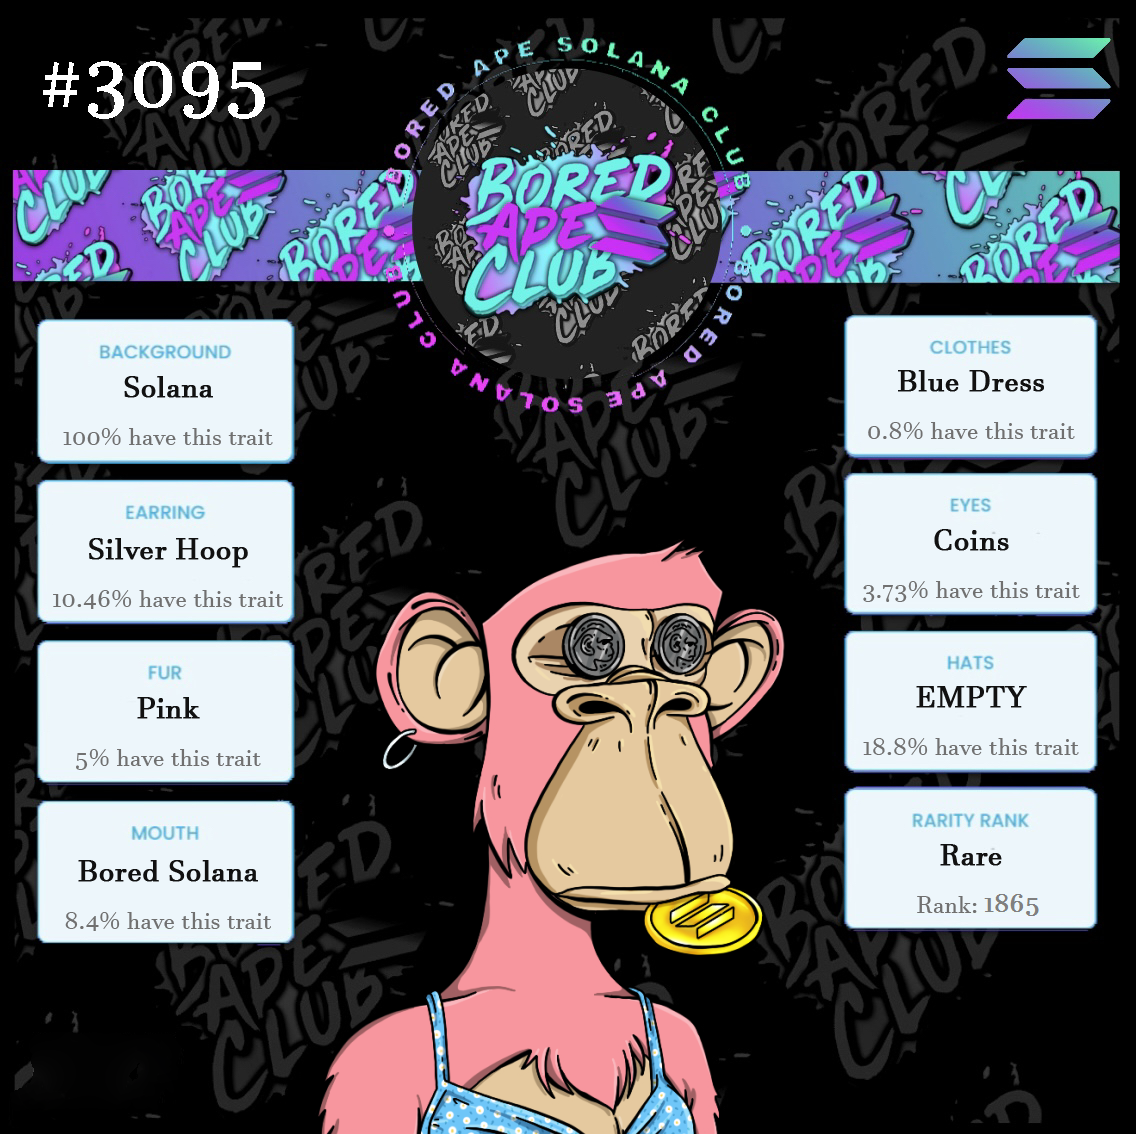 #3095
BORED APE SOLANA CLUB
BORED
APE
CLUB
BORED APE SOLANA CLUB
BACKGROUND
Solana
100% have this trait
EARRING
Silver Hoop
10.46% have this trait
FUR
Pink
5% have this trait
MOUTH
Bored Solana
8.4% have this trait
CLOTHES
Blue Dress
0.8% have this trait
EYES
Coins
3.73% have this trait
HATS
EMPTY
18.8% have this trait
RARITY RANK
Rare
Rank: 1865